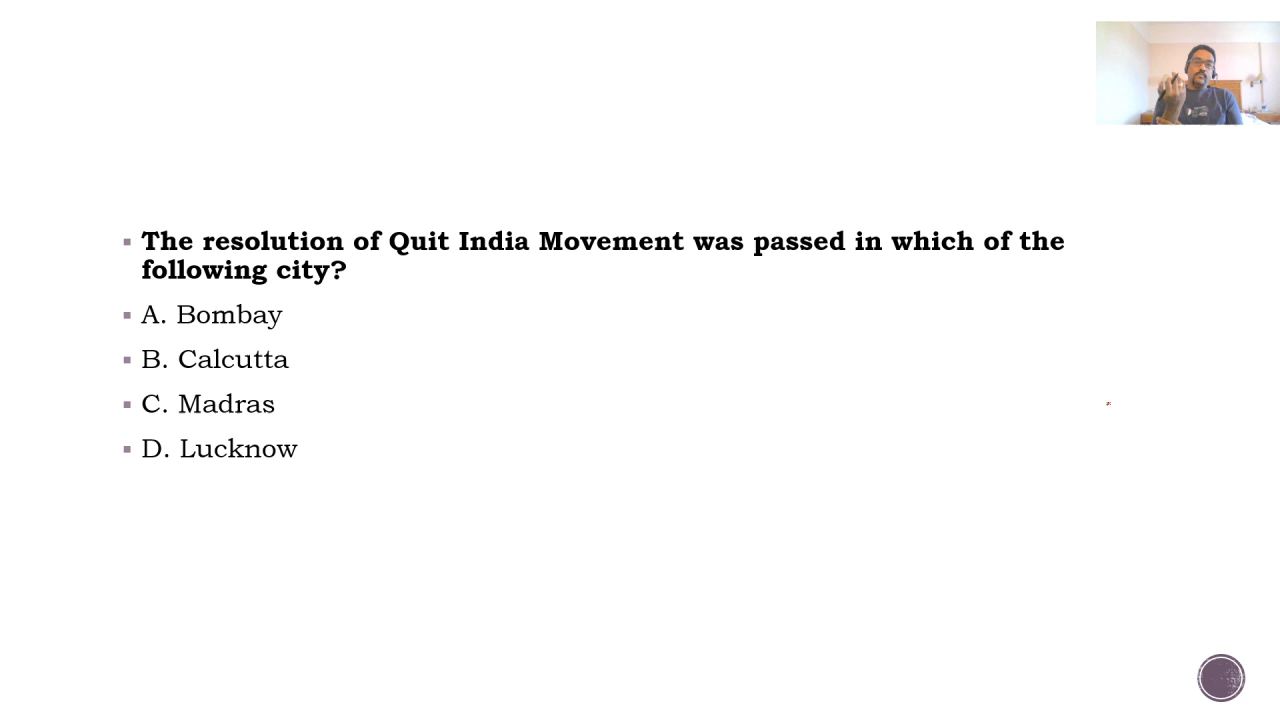 The resolution of Quit India Movement was passed in which of the
following city?
A. Bombay
B. Calcutta
C. Madras
D. Lucknow